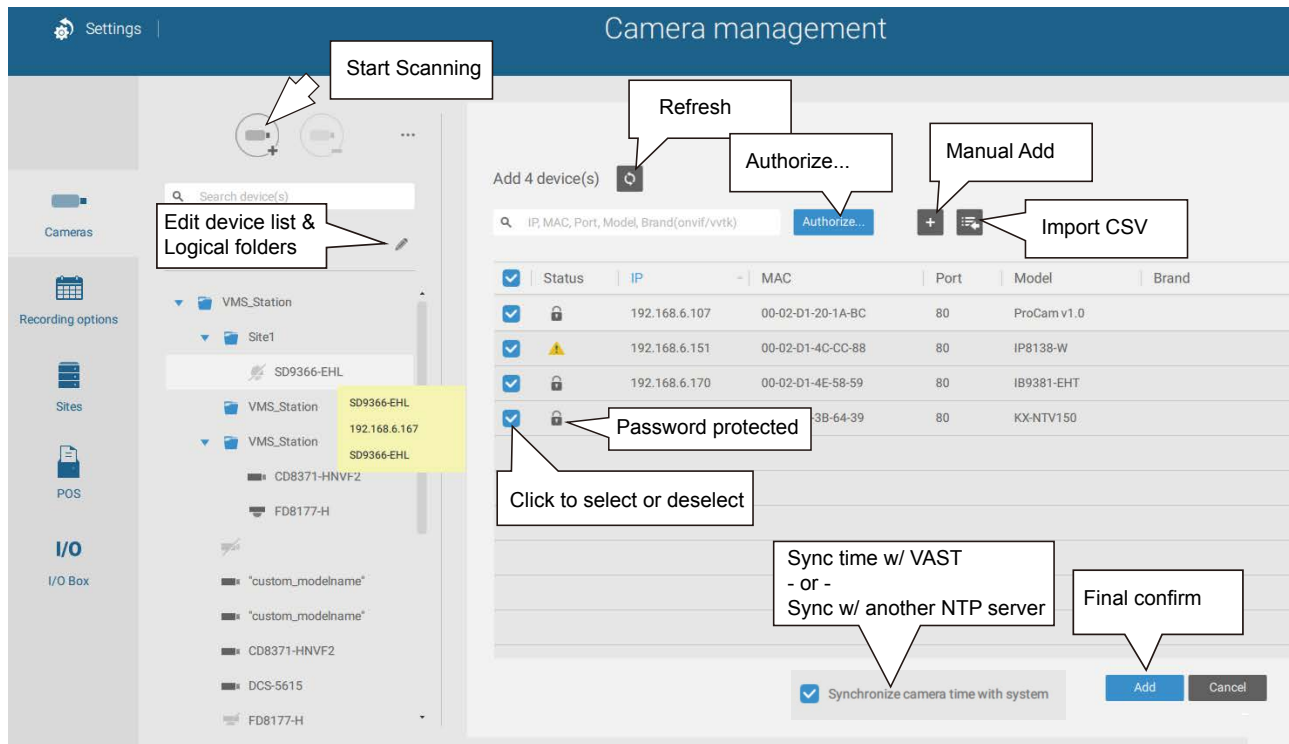 Settings
Camera management
Start Scanning
Refresh
Authorize...
Manual Add
Import CSV
Add 4 device(s)
Search device(s)
IP, MAC, Port, Model, Brand(onvif/vvtk)
Authorize...
Edit device list &
Logical folders
Cameras
Recording options
Sites
POS
I/O
I/O Box
VMS_Station
Site1
SD9366-EHL
VMS_Station
VMS_Station
CD8371-HNVF2
FD8177-H
"custom_modelname"
"custom_modelname"
CD8371-HNVF2
DCS-5615
FD8177-H
SD9366-EHL
192.168.6.167
SD9366-EHL
Status IP MAC Port Model Brand
192.168.6.107 00-02-D1-20-1A-BC 80 ProCam v1.0
192.168.6.151 00-02-D1-4C-CC-88 80 IP8138-W
192.168.6.170 00-02-D1-4E-58-59 80 IB9381-EHT
-3B-64-39 80 KX-NTV150
Password protected
Click to select or deselect
Sync time w/ VAST
- or -
Sync w/ another NTP server
Final confirm
Synchronize camera time with system
Add
Cancel